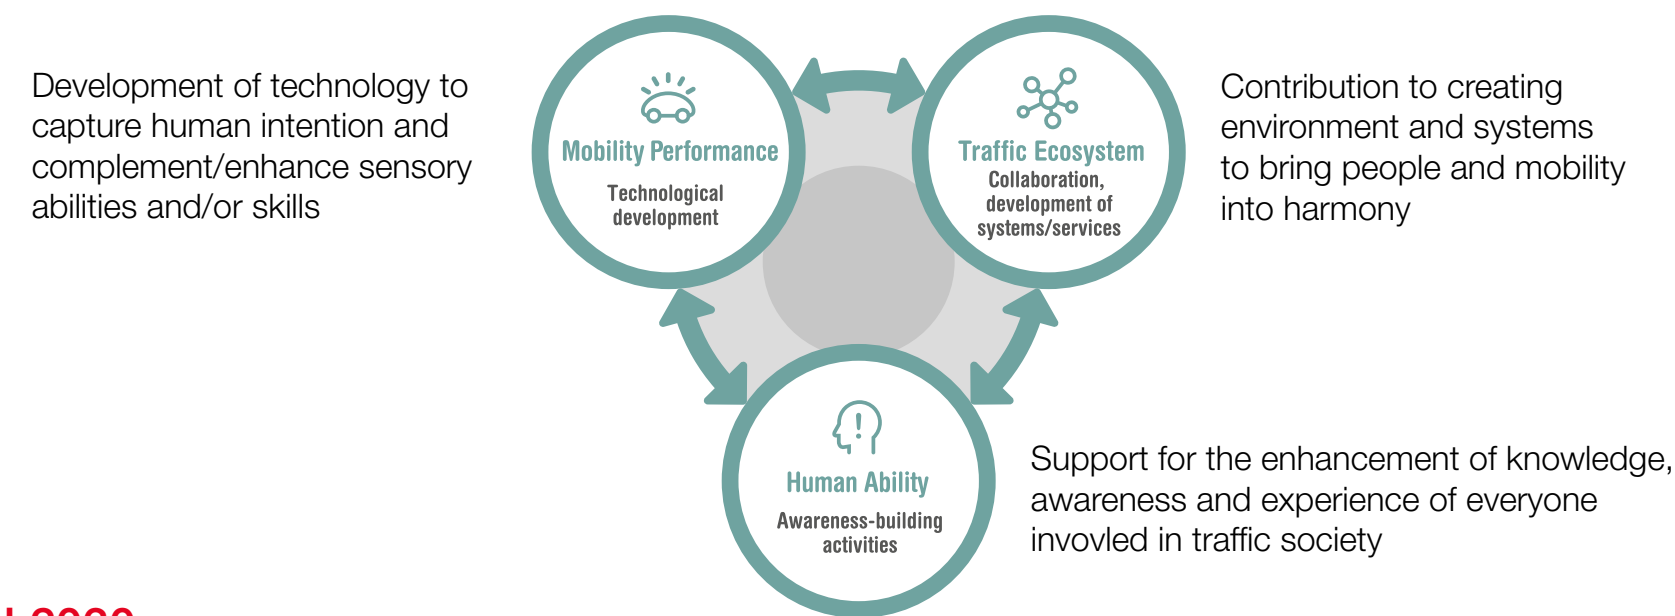 Development of technology to
capture human intention and
complement/enhance sensory
abilities and/or skills
Mobility Performance
Technological
development
Traffic Ecosystem
Collaboration,
development of
systems/services
Contribution to creating
environment and systems
to bring people and mobility
into harmony
Human Ability
Awareness-building
activities
Support for the enhancement of knowledge,
awareness and experience of everyone
invovled in traffic society